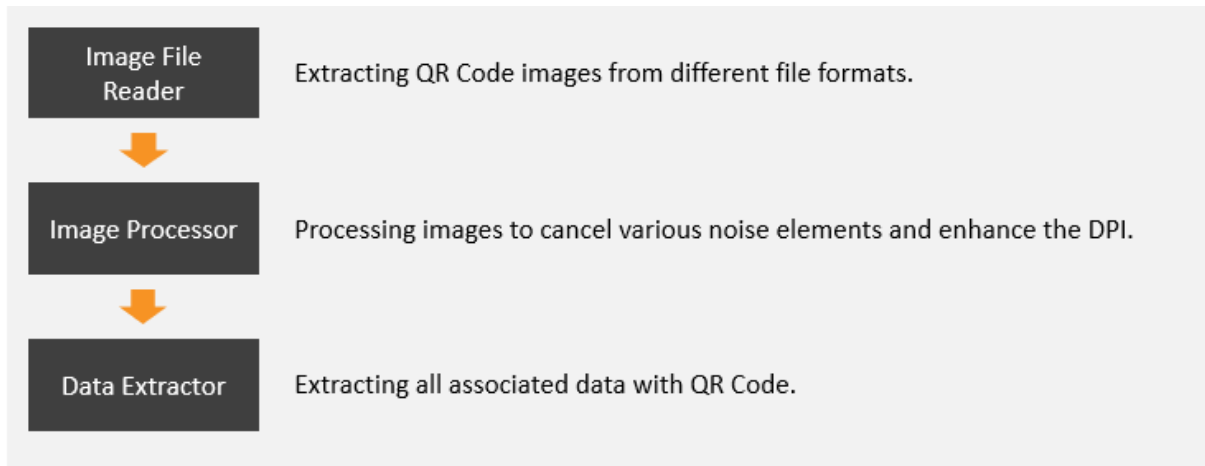 Image File
Reader
Extracting QR Code images from different file formats.
Image Processor
Processing images to cancel various noise elements and enhance the DPI.
Data Extractor
Extracting all associated data with QR Code.